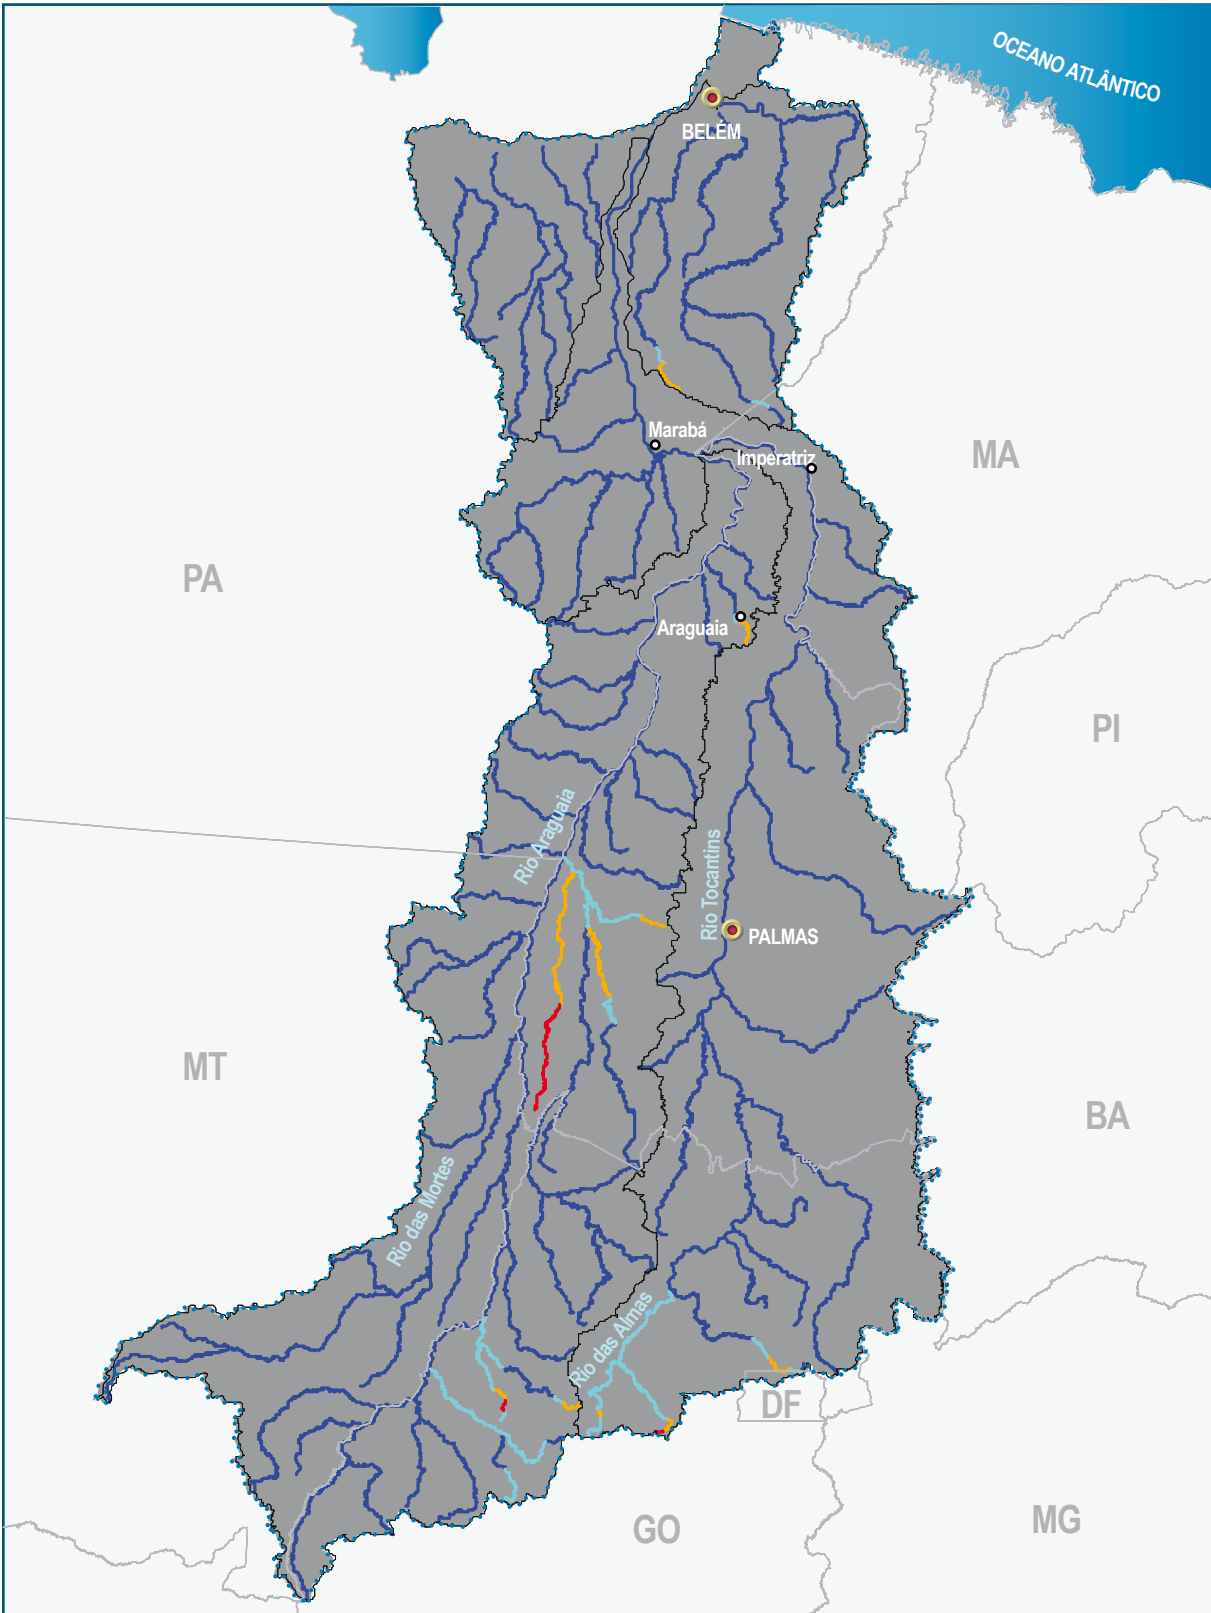 OCEANO ATLÂNTICO
BELÉM
Marabá
Imperatriz
MA
PA
Araguaia
PI
Rio Araguaia
Rio Tocantins
PALMAS
MT
BA
Rio das Mortes
Rio das Almas
DF
GO
MG